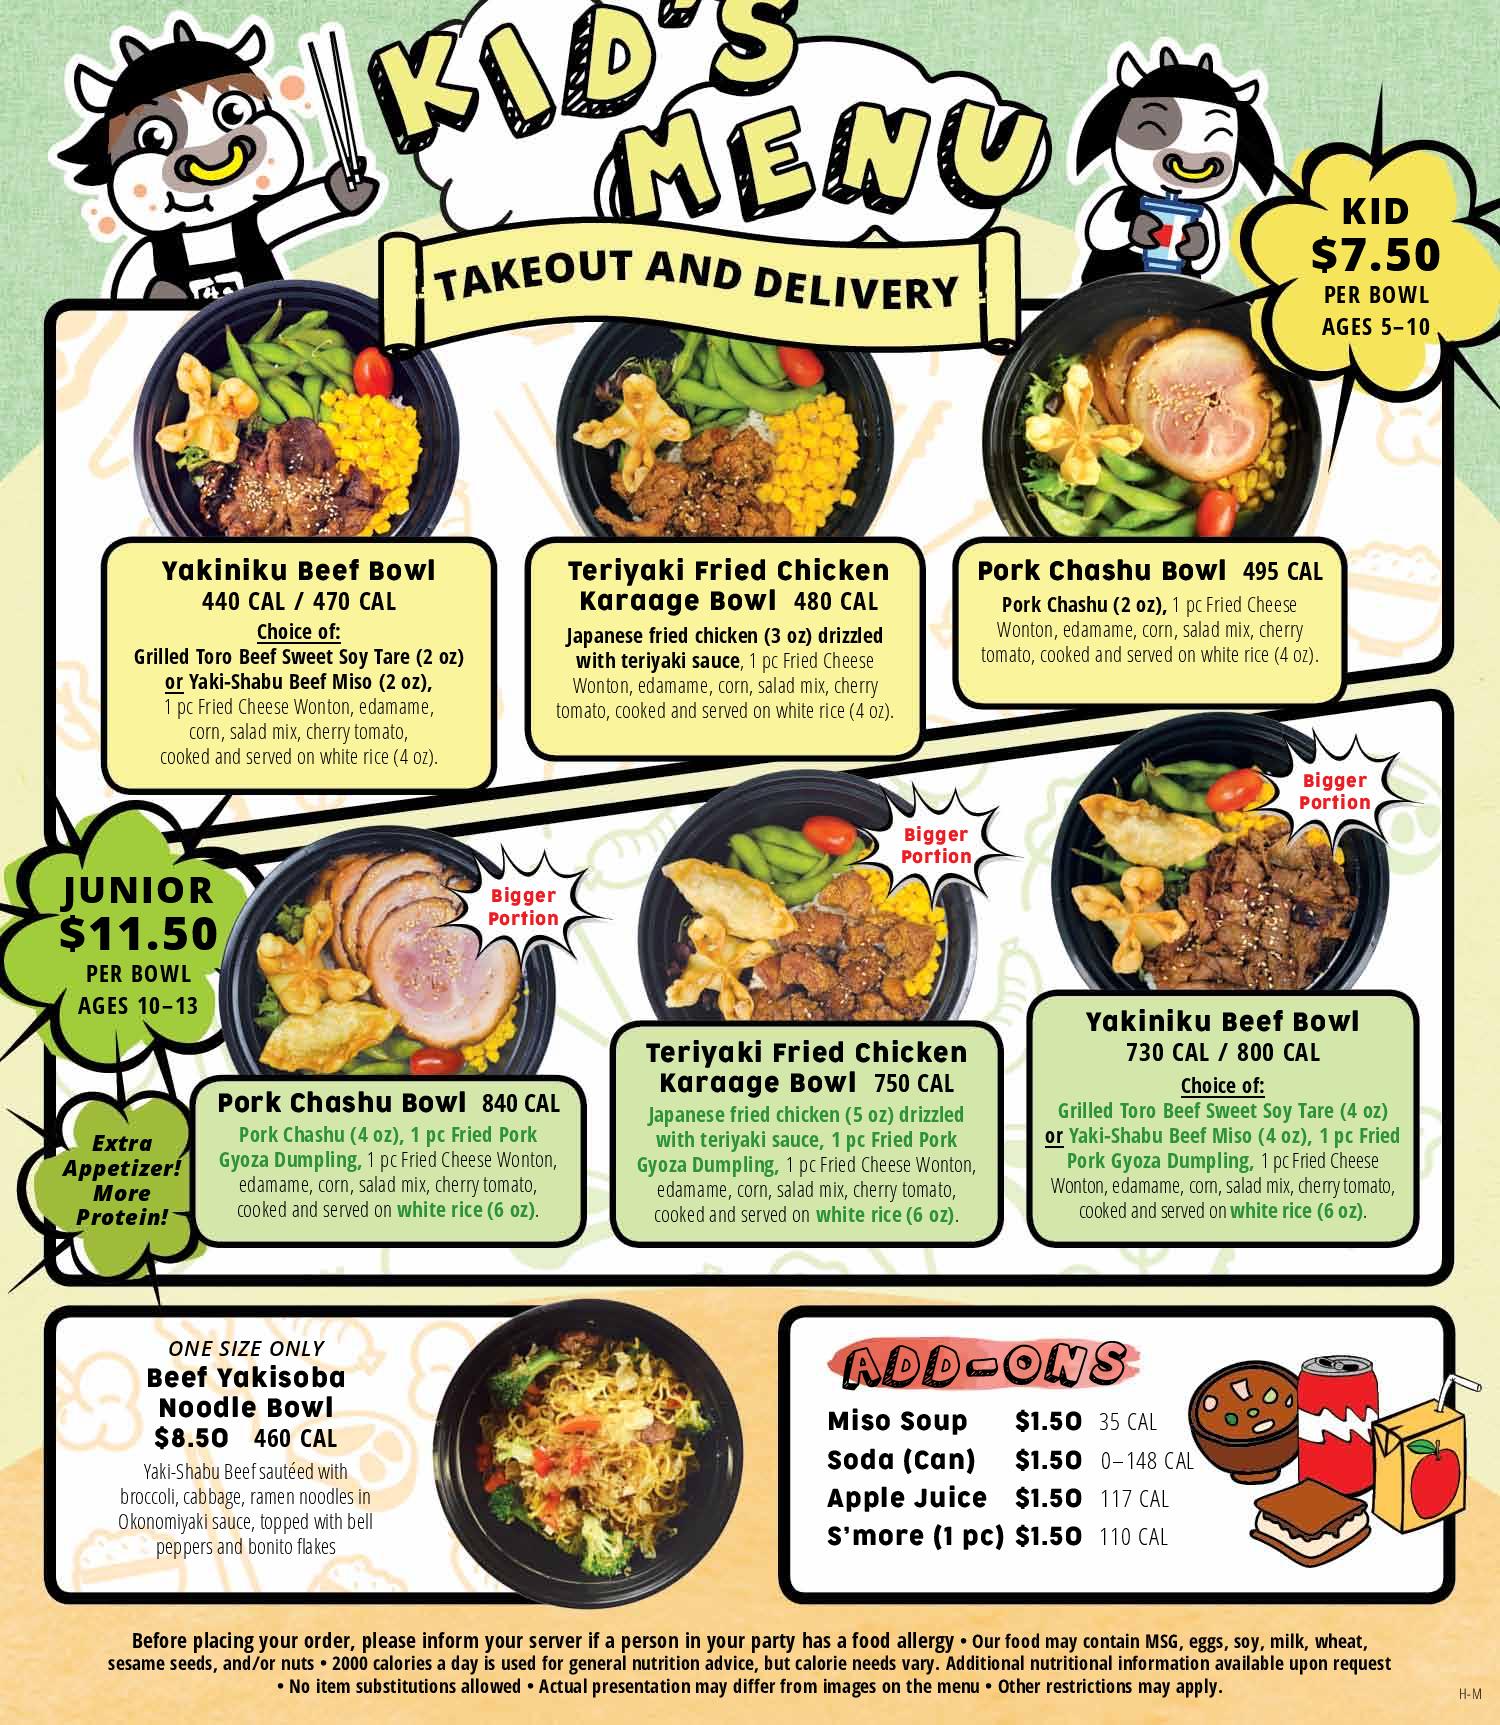 KID'S
MENU
TAKEOUT AND DELIVERY
KID
$7.50
PER BOWL
AGES 5–10
Yakiniku Beef Bowl
440 CAL / 470 CAL
Choice of:
Grilled Toro Beef Sweet Soy Tare (2 oz)
or Yaki-Shabu Beef Miso (2 oz),
1 pc Fried Cheese Wonton, edamame,
corn, salad mix, cherry tomato,
cooked and served on white rice (4 oz).
Teriyaki Fried Chicken
Karaage Bowl 480 CAL
Japanese fried chicken (3 oz) drizzled
with teriyaki sauce, 1 pc Fried Cheese
Wonton, edamame, corn, salad mix, cherry
tomato, cooked and served on white rice (4 oz).
Pork Chashu Bowl 495 CAL
Pork Chashu (2 oz), 1 pc Fried Cheese
Wonton, edamame, corn, salad mix, cherry
tomato, cooked and served on white rice (4 oz).
JUNIOR
$11.50
PER BOWL
AGES 10–13
Extra
Appetizer!
More
Protein!
Bigger
Portion
Pork Chashu Bowl 840 CAL
Pork Chashu (4 oz), 1 pc Fried Pork
Gyoza Dumpling, 1 pc Fried Cheese Wonton,
edamame, corn, salad mix, cherry tomato,
cooked and served on white rice (6 oz).
Bigger
Portion
Teriyaki Fried Chicken
Karaage Bowl 750 CAL
Japanese fried chicken (5 oz) drizzled
with teriyaki sauce, 1 pc Fried Pork
Gyoza Dumpling, 1 pc Fried Cheese Wonton,
edamame, corn, salad mix, cherry tomato,
cooked and served on white rice (6 oz).
Bigger
Portion
Yakiniku Beef Bowl
730 CAL / 800 CAL
Choice of:
Grilled Toro Beef Sweet Soy Tare (4 oz)
or Yaki-Shabu Beef Miso (4 oz), 1 pc Fried
Pork Gyoza Dumpling, 1 pc Fried Cheese
Wonton, edamame, corn, salad mix, cherry tomato,
cooked and served on white rice (6 oz).
ONE SIZE ONLY
Beef Yakisoba
Noodle Bowl
$8.50 460 CAL
Yaki-Shabu Beef sautéed with
broccoli, cabbage, ramen noodles in
Okonomiyaki sauce, topped with bell
peppers and bonito flakes
ADD-ONS
Miso Soup $1.50 35 CAL
Soda (Can) $1.50 0–148 CAL
Apple Juice $1.50 117 CAL
S'more (1 pc) $1.50 110 CAL
Before placing your order, please inform your server if a person in your party has a food allergy • Our food may contain MSG, eggs, soy, milk, wheat,
sesame seeds, and/or nuts • 2000 calories a day is used for general nutrition advice, but calorie needs vary. Additional nutritional information available upon request
• No item substitutions allowed • Actual presentation may differ from images on the menu • Other restrictions may apply.
H-M